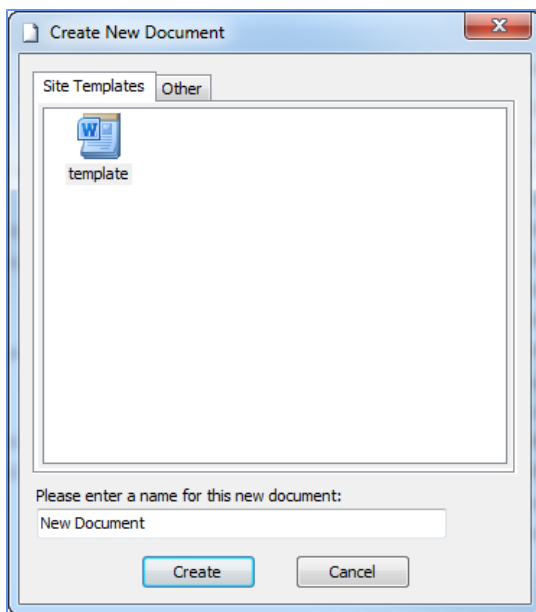 Create New Document
Site Templates Other
W
template
Please enter a name for this new document:
New Document
Create Cancel